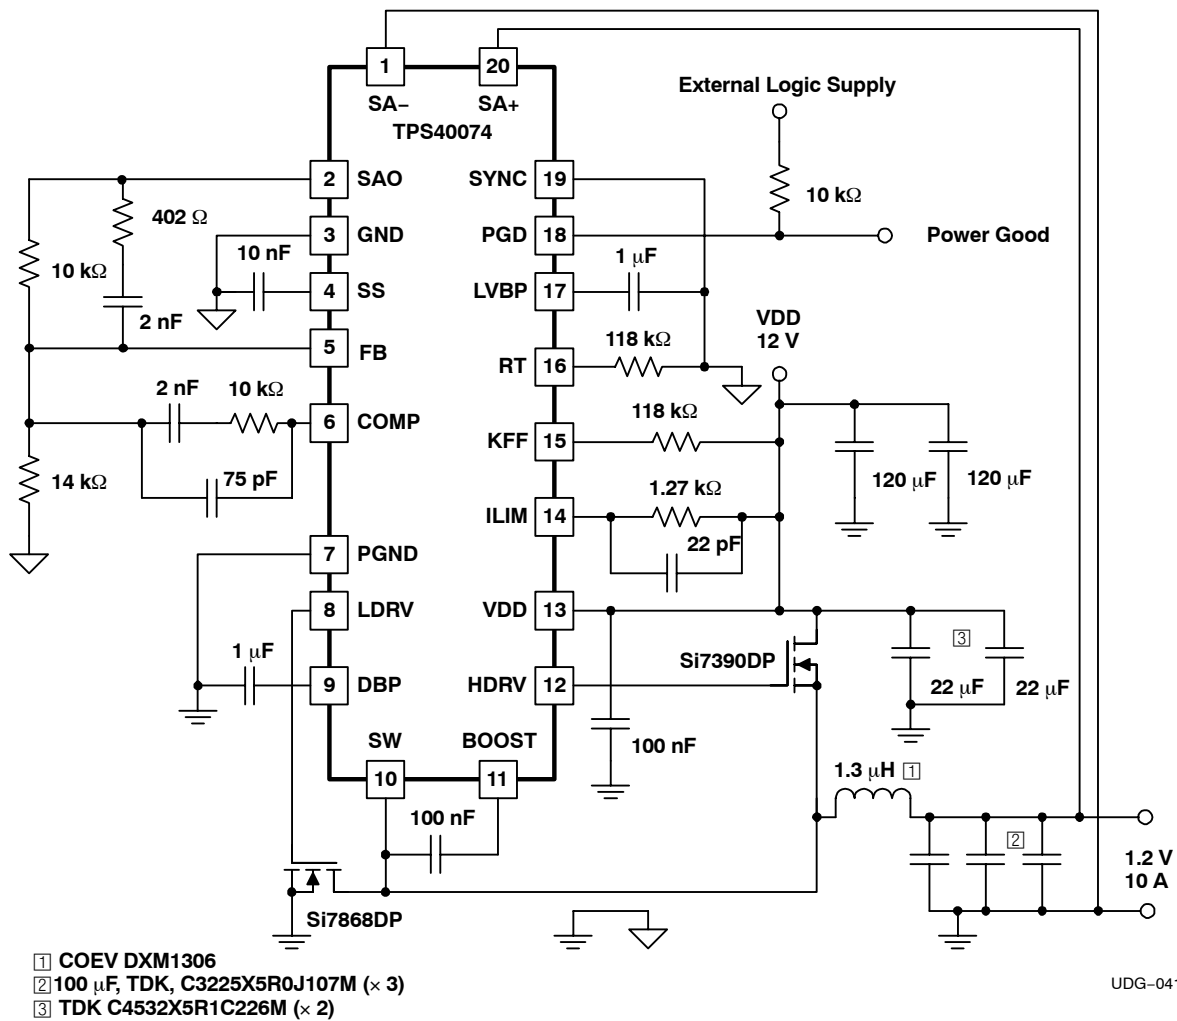 1
20
SA−
SA+
TPS40074
External Logic Supply
2
SAO
SYNC
19
402 Ω
10 kΩ
3
GND
PGD
18
Power Good
10 nF
1 μF
10 kΩ
4
SS
LVBP
17
2 nF
VDD
12 V
118 kΩ
5
FB
RT
16
2 nF
10 kΩ
118 kΩ
6
COMP
KFF
15
14 kΩ
75 pF
120 μF
120 μF
1.27 kΩ
ILIM
14
22 pF
7
PGND
8
LDRV
VDD
13
1 μF
3
Si7390DP
9
DBP
HDRV
12
22 μF
22 μF
SW
BOOST
100 nF
10
11
1.3 μH 1
100 nF
2
1.2 V
10 A
Si7868DP
1 COEV DXM1306
2 100 μF, TDK, C3225X5R0J107M (× 3)
3 TDK C4532X5R1C226M (× 2)
UDG−041